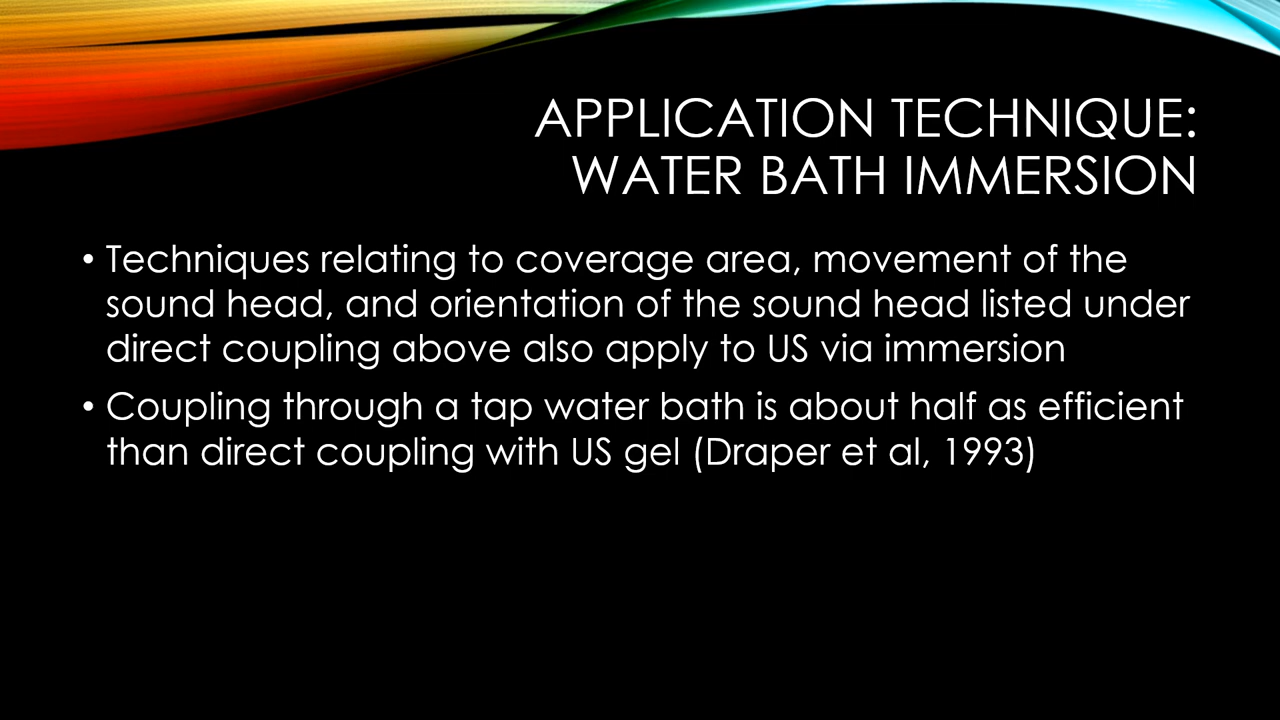 APPLICATION TECHNIQUE:
WATER BATH IMMERSION
• Techniques relating to coverage area, movement of the
sound head, and orientation of the sound head listed under
direct coupling above also apply to US via immersion
• Coupling through a tap water bath is about half as efficient
than direct coupling with US gel (Draper et al, 1993)